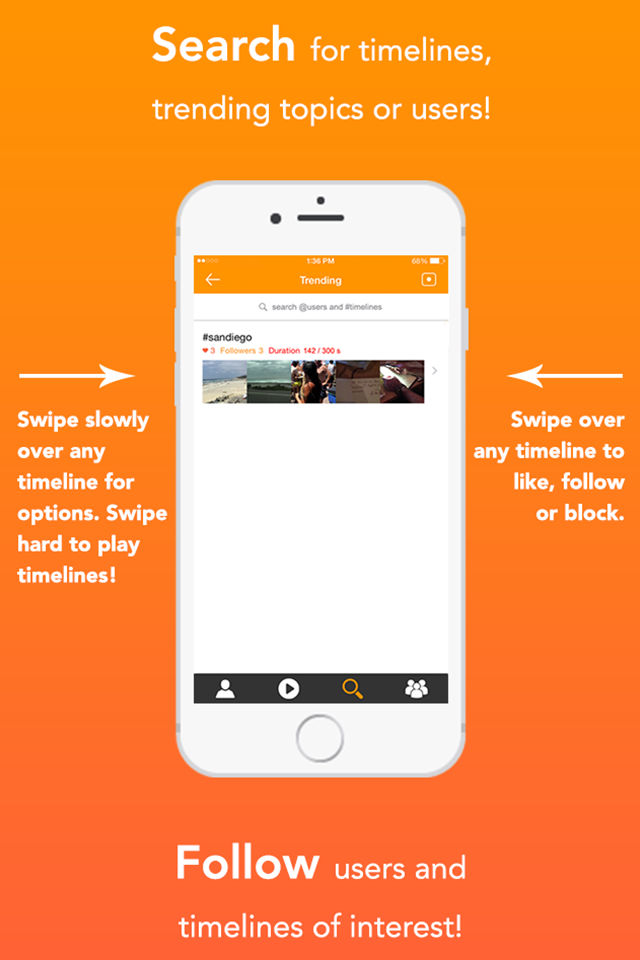 Search for timelines,
trending topics or users!
1:36 PM
68%
Trending
search @users and #timelines
#sandiego
3 Followers 3 Duration 142 / 300 s
Swipe slowly
over any
timeline for
options. Swipe
hard to play
timelines!
Swipe over
any timeline to
like, follow
or block.
Follow users and
timelines of interest!